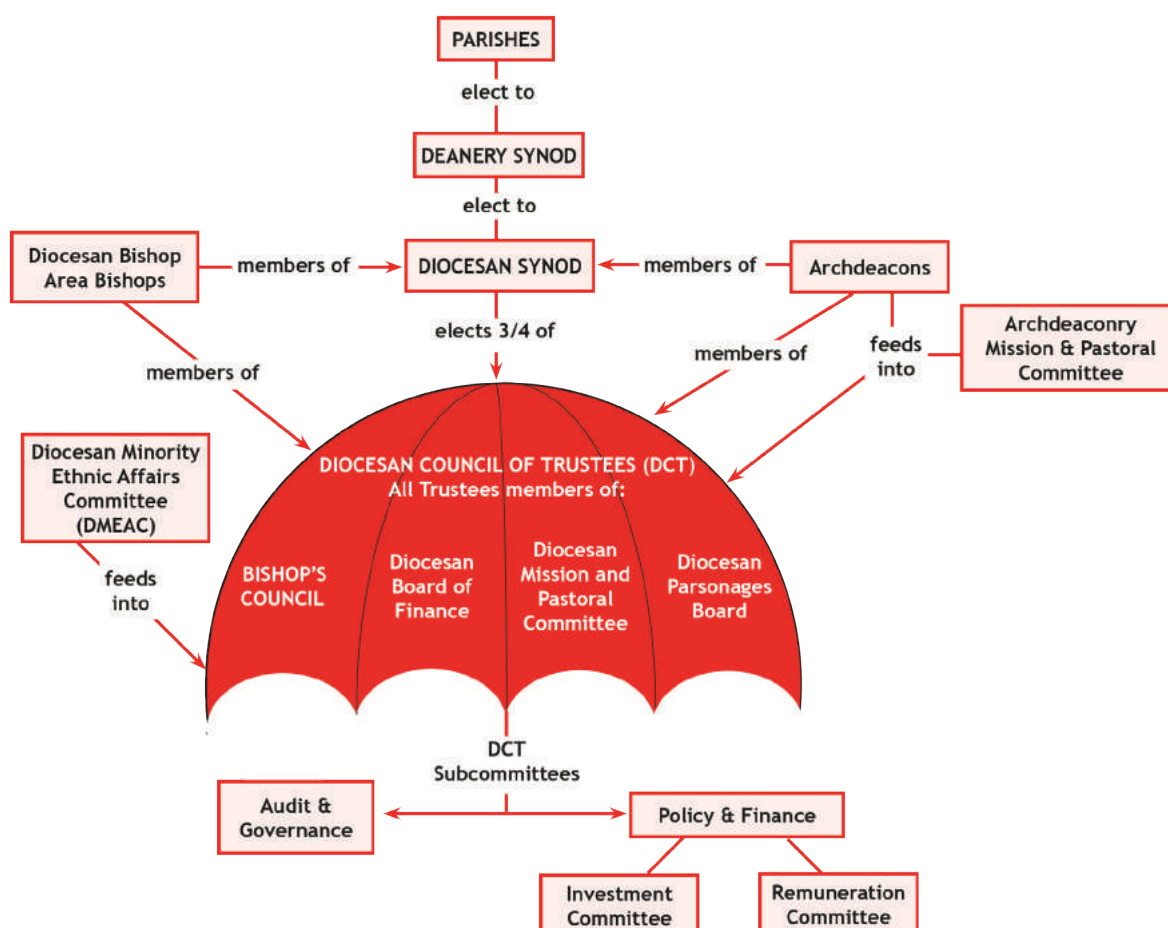 PARISHES
elect to
DEANERY SYNOD
elect to
Diocesan Bishop
Area Bishops
members of
DIOCESAN SYNOD
members of
Archdeacons
elects 3/4 of
members of
members of
feeds
into
Archdeaconry
Mission & Pastoral
Committee
Diocesan Minority
Ethnic Affairs
Committee
(DMEAC)
feeds
into
DIOCESAN COUNCIL OF TRUSTEES (DCT)
All Trustees members of:
BISHOP'S
COUNCIL
Diocesan
Board of
Finance
Diocesan
Mission and
Pastoral
Committee
Diocesan
Parsonages
Board
DCT
Subcommittees
Audit &
Governance
Policy & Finance
Investment
Committee
Remuneration
Committee